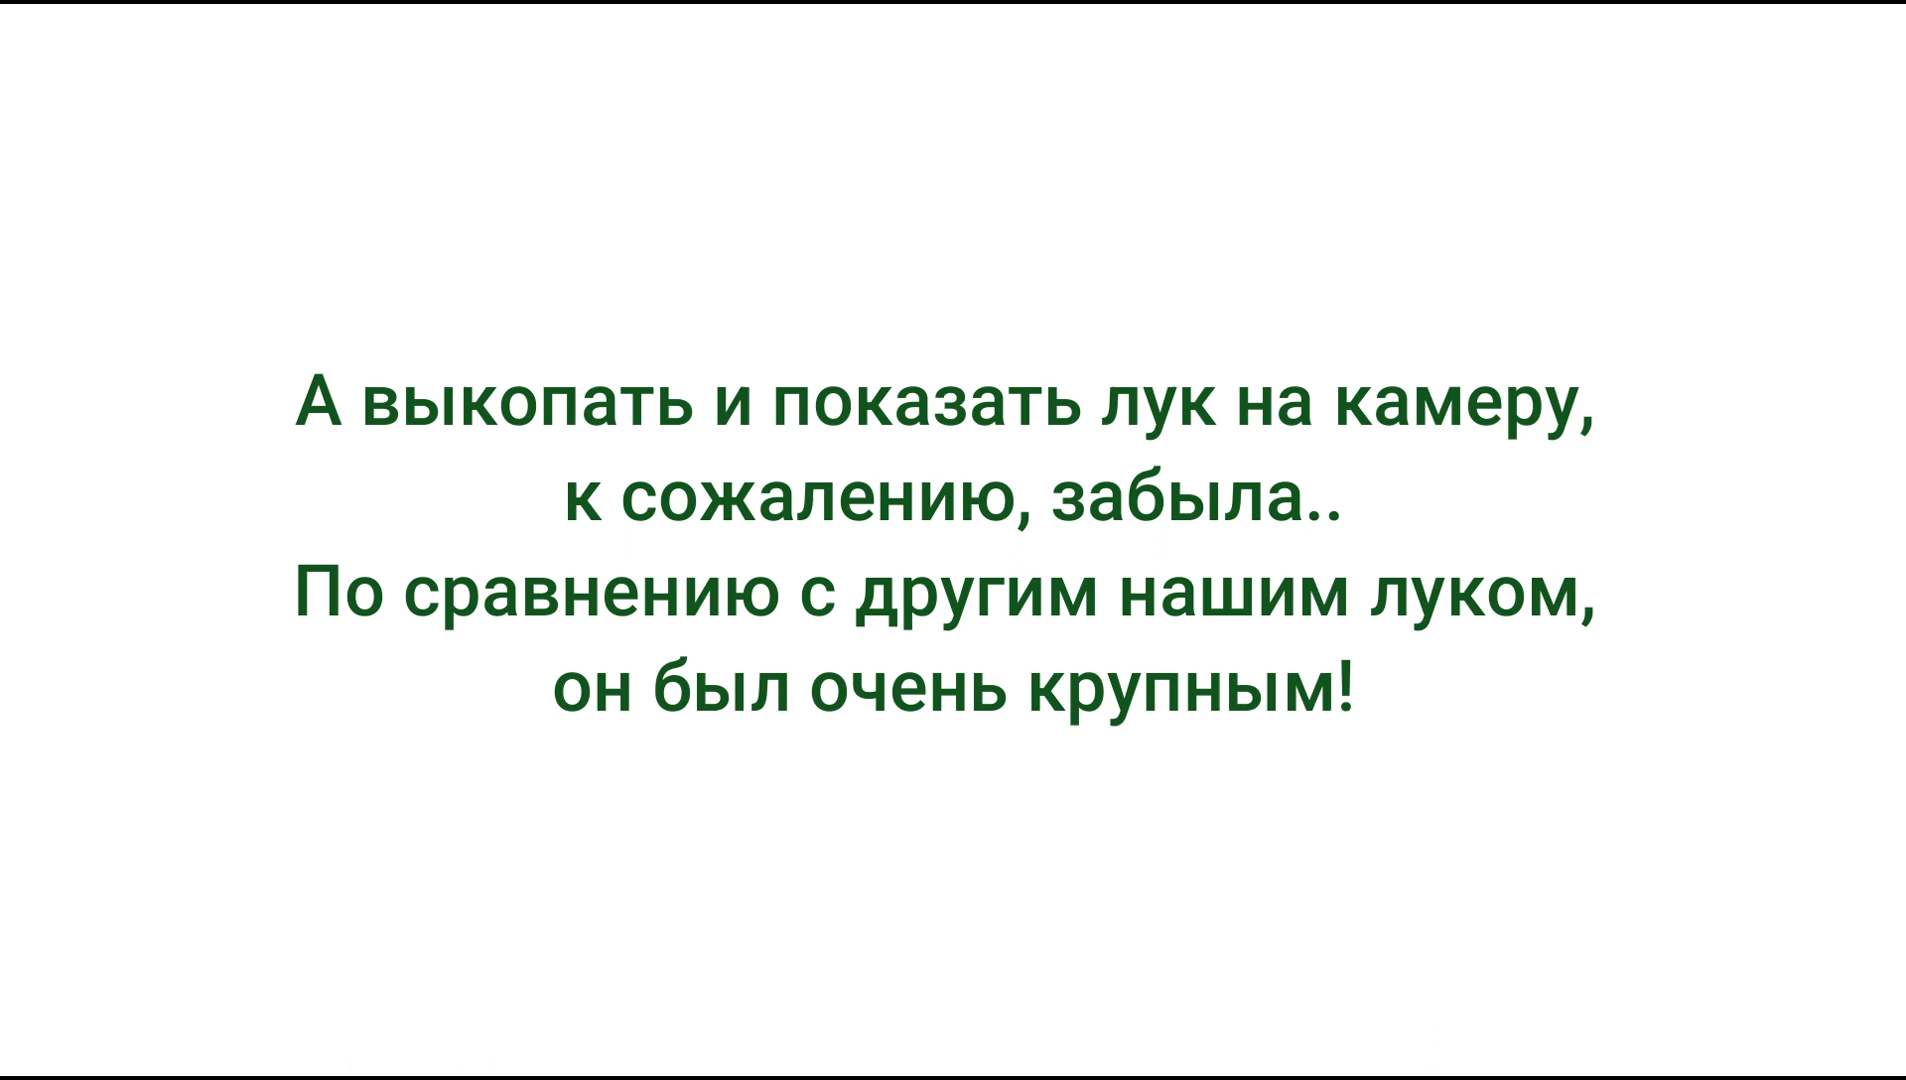 А выкопать и показать лук на камеру,
к сожалению, забыла..
По сравнению с другим нашим луком,
он был очень крупным!